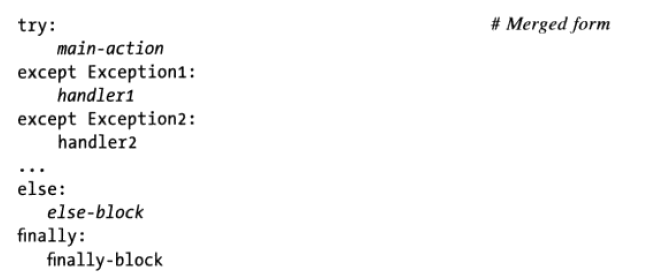 try: # Merged form
    main-action
except Exception1:
    handler1
except Exception2:
    handler2
...
else:
   else-block
finally:
   finally-block